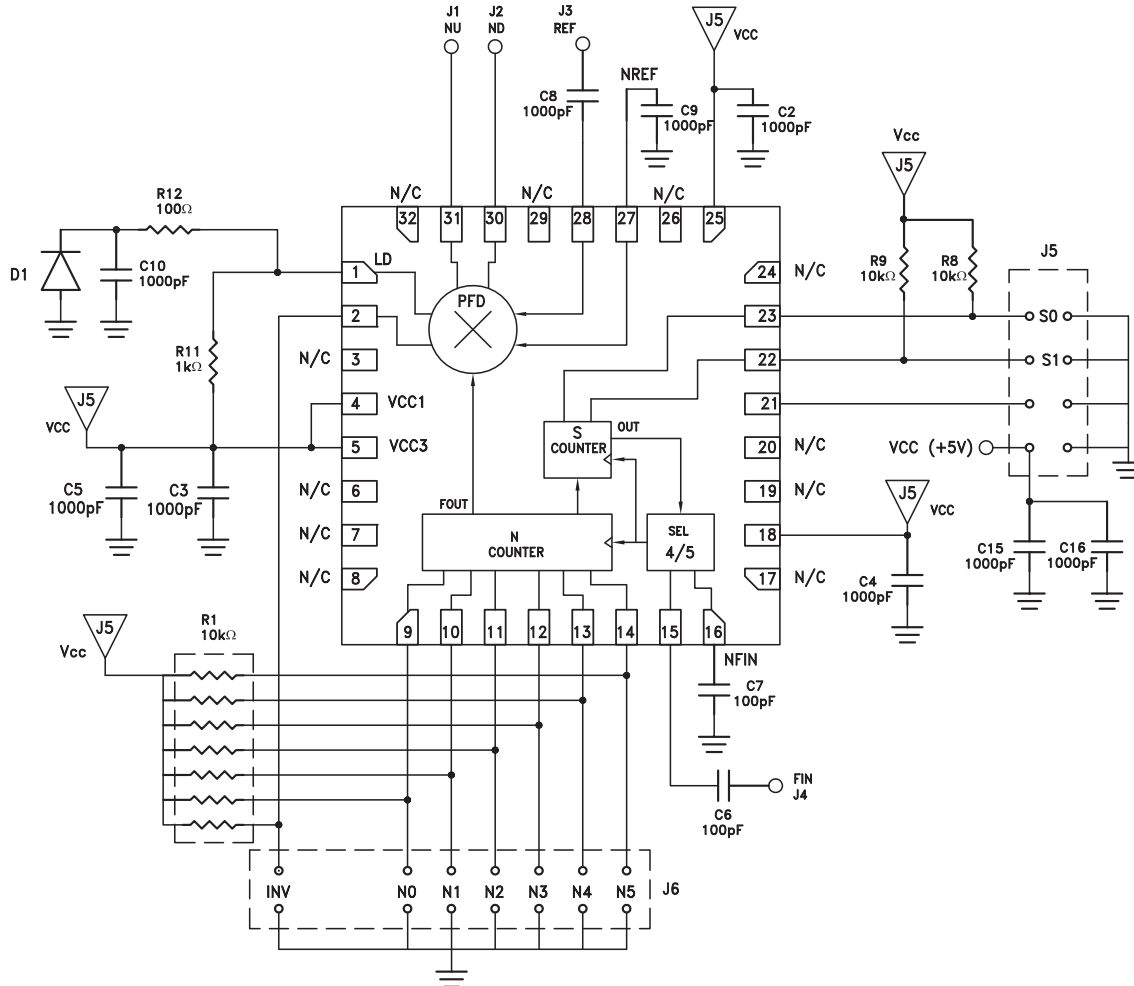 J1
NU
J2
ND
J3
REF
J5
VCC
NREF
C8
1000pF
C9
1000pF
C2
1000pF
Vcc
J5
R12
100Ω
N/C
N/C
N/C
32
31
30
29
28
27
26
25
D1
C10
1000pF
1
LD
PFD
24
N/C
R9
10kΩ
R8
10kΩ
J5
2
23
S0
R11
1kΩ
N/C
3
22
S1
J5
VCC
4
VCC1
21
5
VCC3
S
COUNTER
OUT
20
N/C
VCC (+5V)
C5
1000pF
C3
1000pF
N/C
6
FOUT
19
N/C
J5
VCC
N/C
7
N
COUNTER
SEL
4/5
18
C15
1000pF
C16
1000pF
N/C
8
17
N/C
C4
1000pF
9
10
11
12
13
14
15
16
J5
Vcc
R1
10kΩ
NFIN
C7
100pF
FIN
J4
C6
100pF
INV
N0
N1
N2
N3
N4
N5
J6